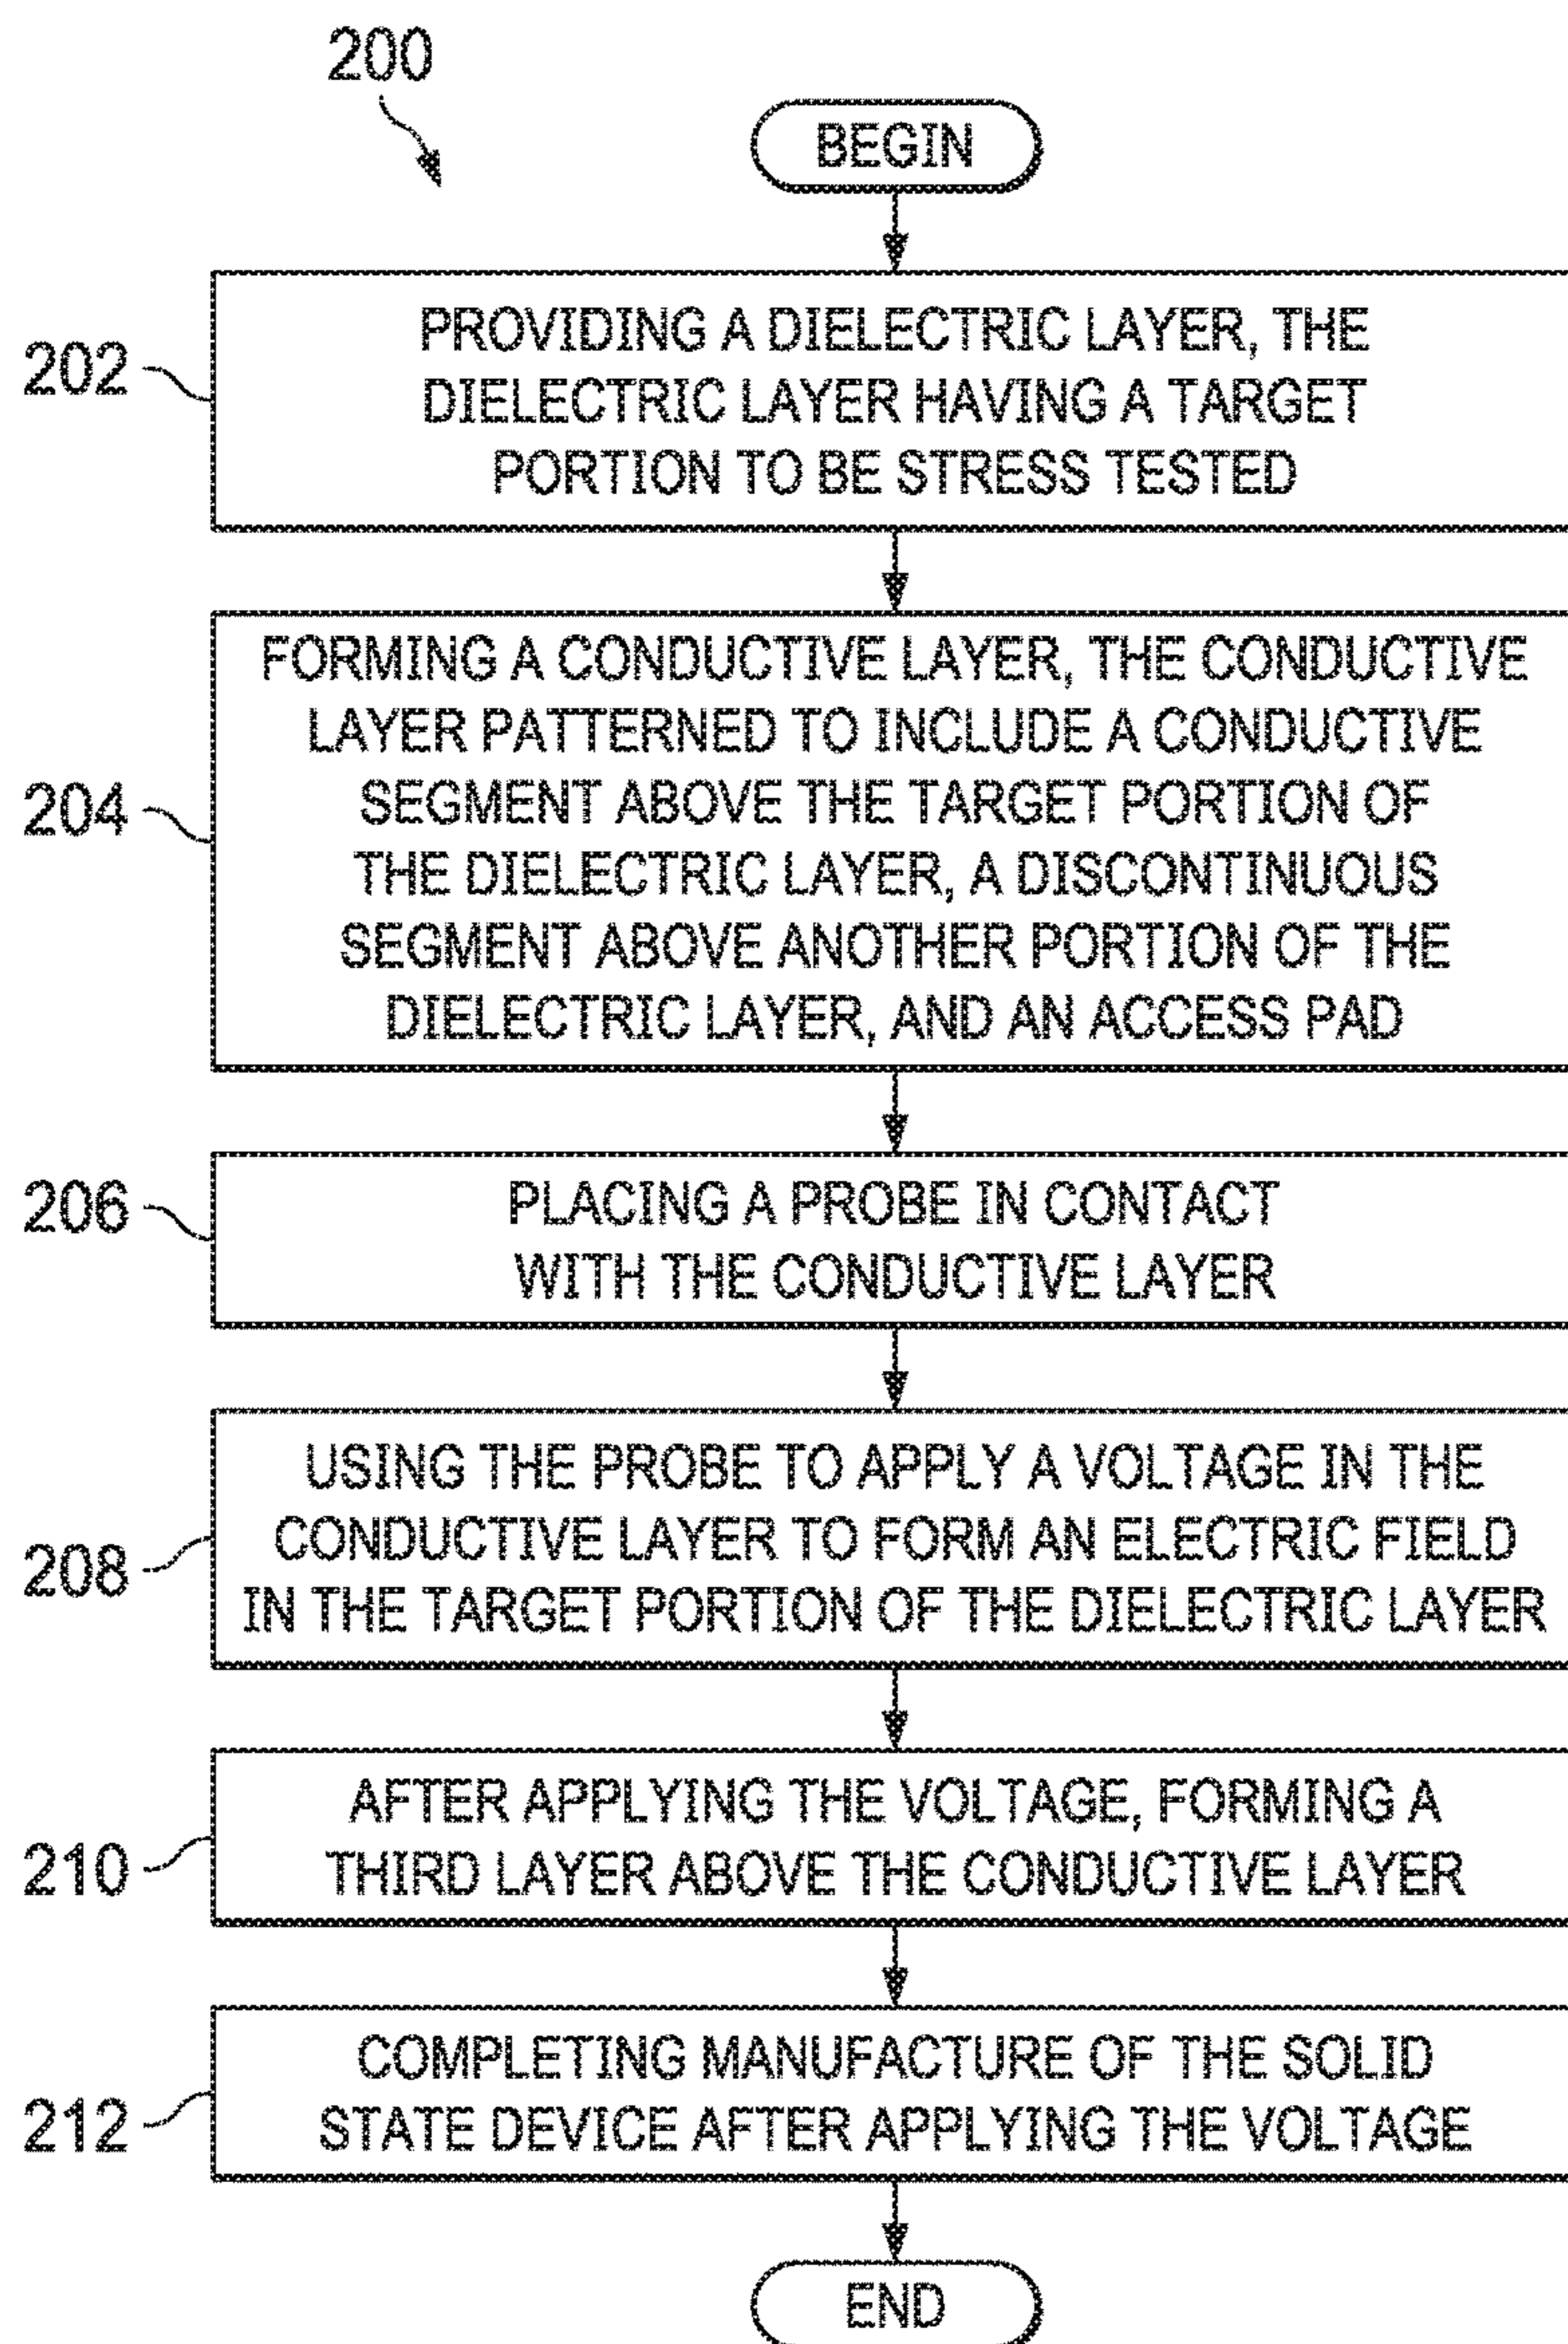 200
BEGIN
202
PROVIDING A DIELECTRIC LAYER, THE
DIELECTRIC LAYER HAVING A TARGET
PORTION TO BE STRESS TESTED
204
FORMING A CONDUCTIVE LAYER, THE CONDUCTIVE
LAYER PATTERNED TO INCLUDE A CONDUCTIVE
SEGMENT ABOVE THE TARGET PORTION OF
THE DIELECTRIC LAYER, A DISCONTINUOUS
SEGMENT ABOVE ANOTHER PORTION OF THE
DIELECTRIC LAYER, AND AN ACCESS PAD
206
PLACING A PROBE IN CONTACT
WITH THE CONDUCTIVE LAYER
208
USING THE PROBE TO APPLY A VOLTAGE IN THE
CONDUCTIVE LAYER TO FORM AN ELECTRIC FIELD
IN THE TARGET PORTION OF THE DIELECTRIC LAYER
210
AFTER APPLYING THE VOLTAGE, FORMING A
THIRD LAYER ABOVE THE CONDUCTIVE LAYER
212
COMPLETING MANUFACTURE OF THE SOLID
STATE DEVICE AFTER APPLYING THE VOLTAGE
END